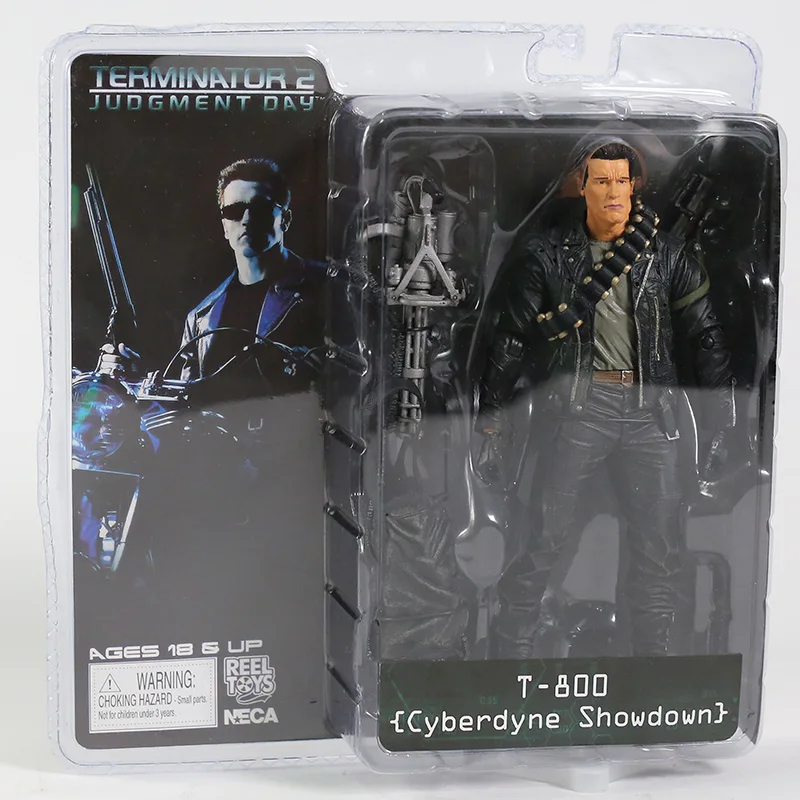 TERMINATOR 2
JUDGMENT DAY™
AGES 18 & UP
WARNING:
CHOKING HAZARD - Small parts.
Not for children under 3 years.
REEL
TOYS
NECA
T-800
{Cyberdyne Showdown}